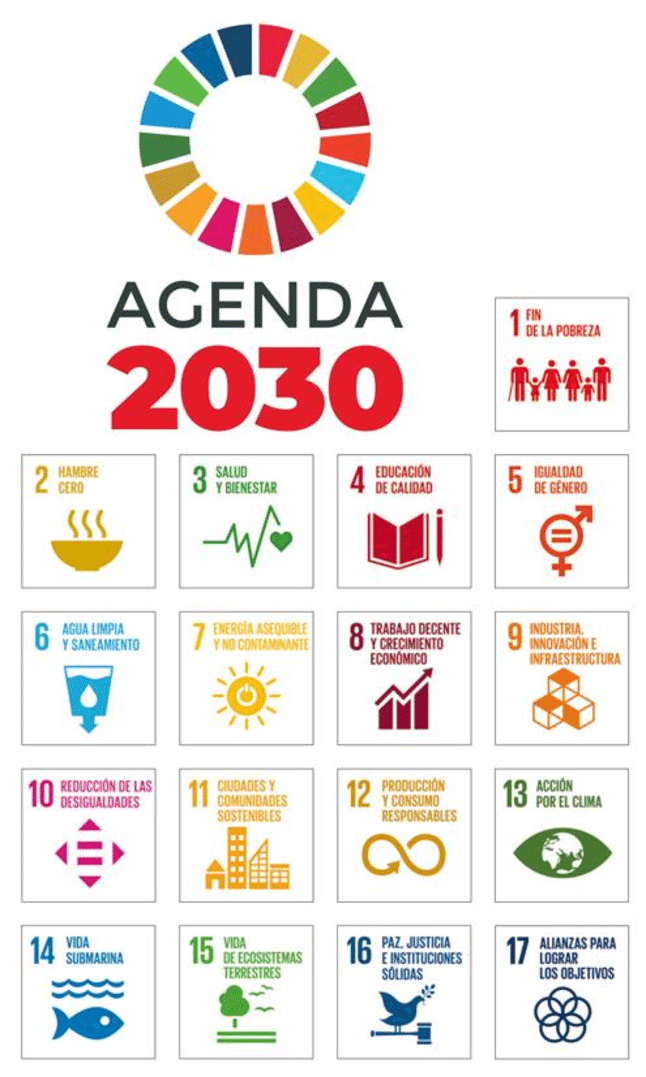 AGENDA
2030
1 FIN
DE LA POBREZA
2 HAMBRE
CERO
3 SALUD
Y BIENESTAR
4 EDUCACIÓN
DE CALIDAD
5 IGUALDAD
DE GÉNERO
6 AGUA LIMPIA
Y SANEAMIENTO
7 ENERGÍA ASEQUIBLE
Y NO CONTAMINANTE
8 TRABAJO DECENTE
Y CRECIMIENTO
ECONÓMICO
9 INDUSTRIA,
INNOVACIÓN E
INFRAESTRUCTURA
10 REDUCCIÓN DE LAS
DESIGUALDADES
11 CIUDADES Y
COMUNIDADES
SOSTENIBLES
12 PRODUCCIÓN
Y CONSUMO
RESPONSABLES
13 ACCIÓN
POR EL CLIMA
14 VIDA
SUBMARINA
15 VIDA
DE ECOSISTEMAS
TERRESTRES
16 PAZ, JUSTICIA
E INSTITUCIONES
SÓLIDAS
17 ALIANZAS PARA
LOGRAR
LOS OBJETIVOS